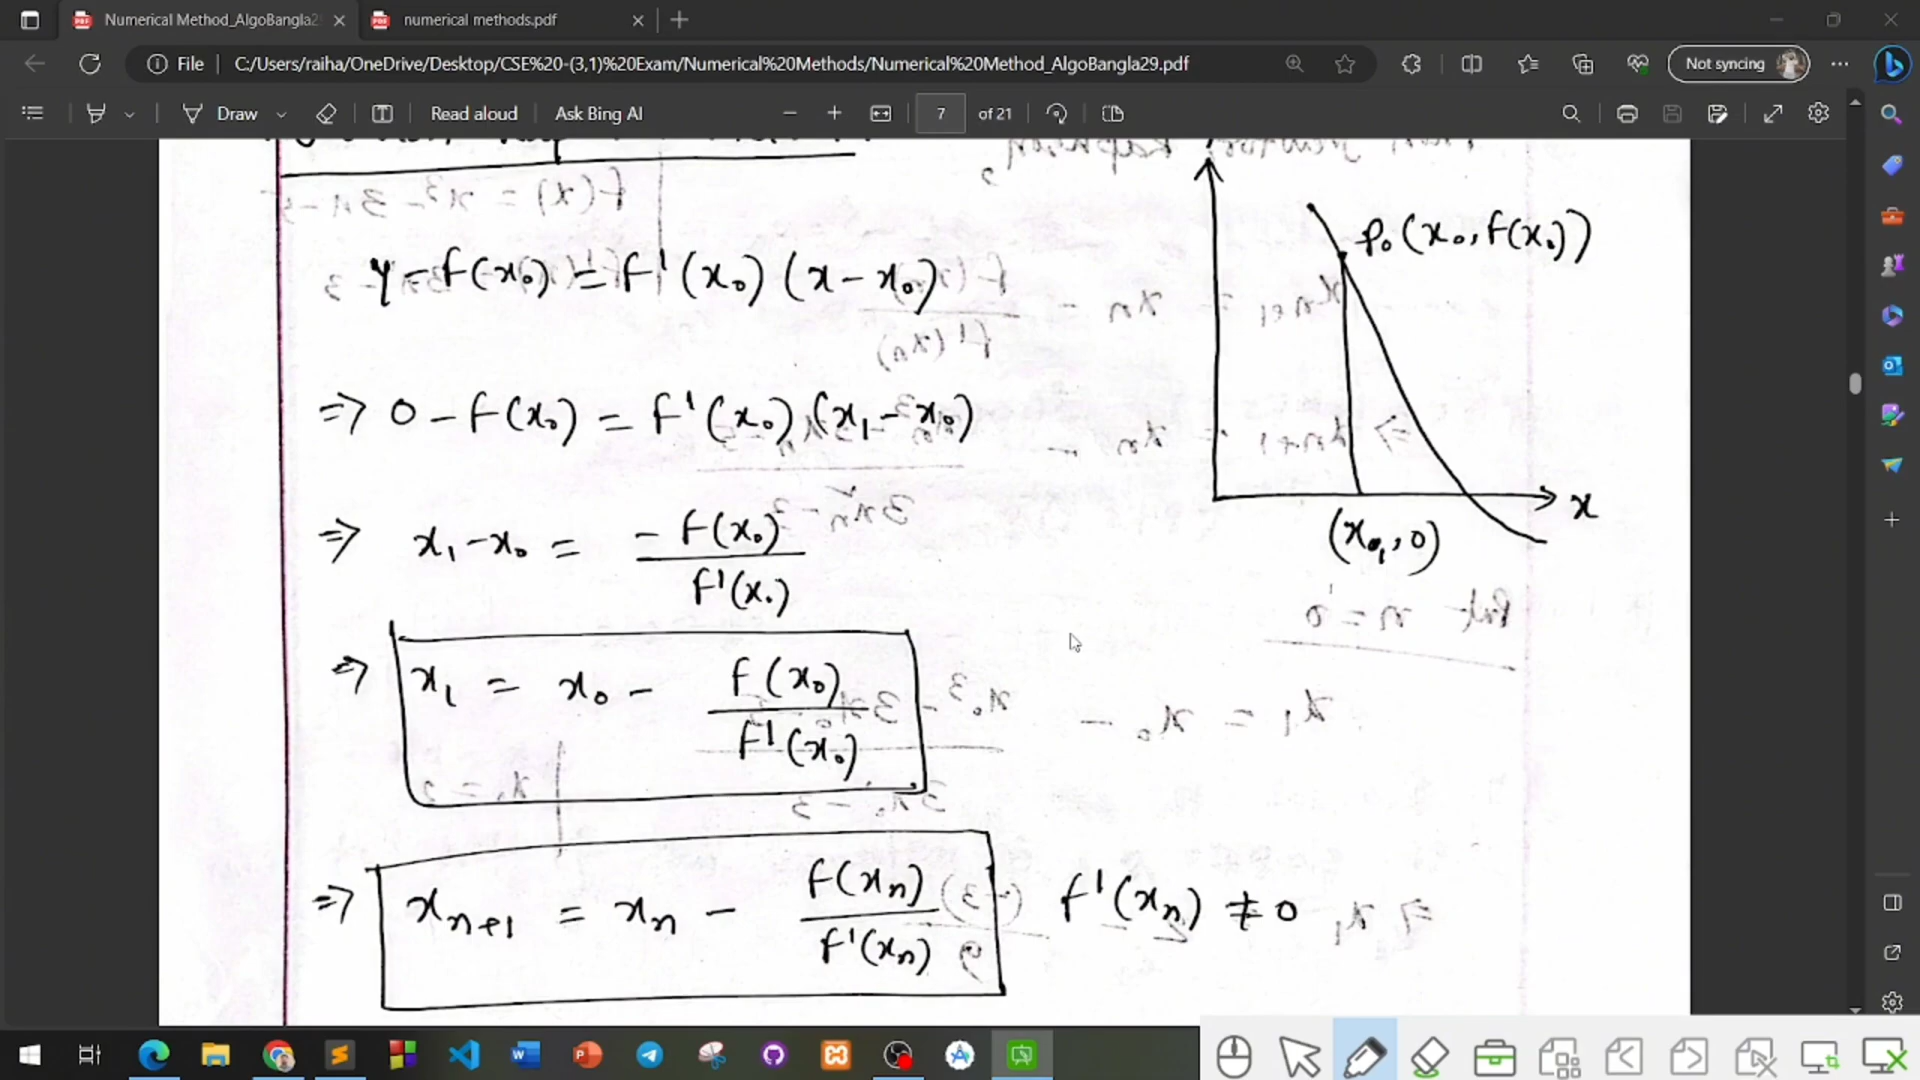 Numerical Method_AlgoBangla29
numerical methods.pdf
File
C:/Users/raiha/OneDrive/Desktop/CSE%20-(3,1)%20Exam/Numerical%20Methods/Numerical%20Method_AlgoBangla29.pdf
Not syncing
Draw
Read aloud
Ask Bing AI
7
of 21
y = f(x₀) = f'(x₀) (x - x₀)
P₀(x₀, f(x₀))
⇒ 0 - f(x₀) = f'(x₀) (x₁ - x₀)
x
(x₀, 0)
⇒ x₁ - x₀ = - f(x₀) / f'(x₀)
⇒ x₁ = x₀ - f(x₀) / f'(x₀)
⇒ xₙ₊₁ = xₙ - f(xₙ) / f'(xₙ) f'(xₙ) ≠ 0